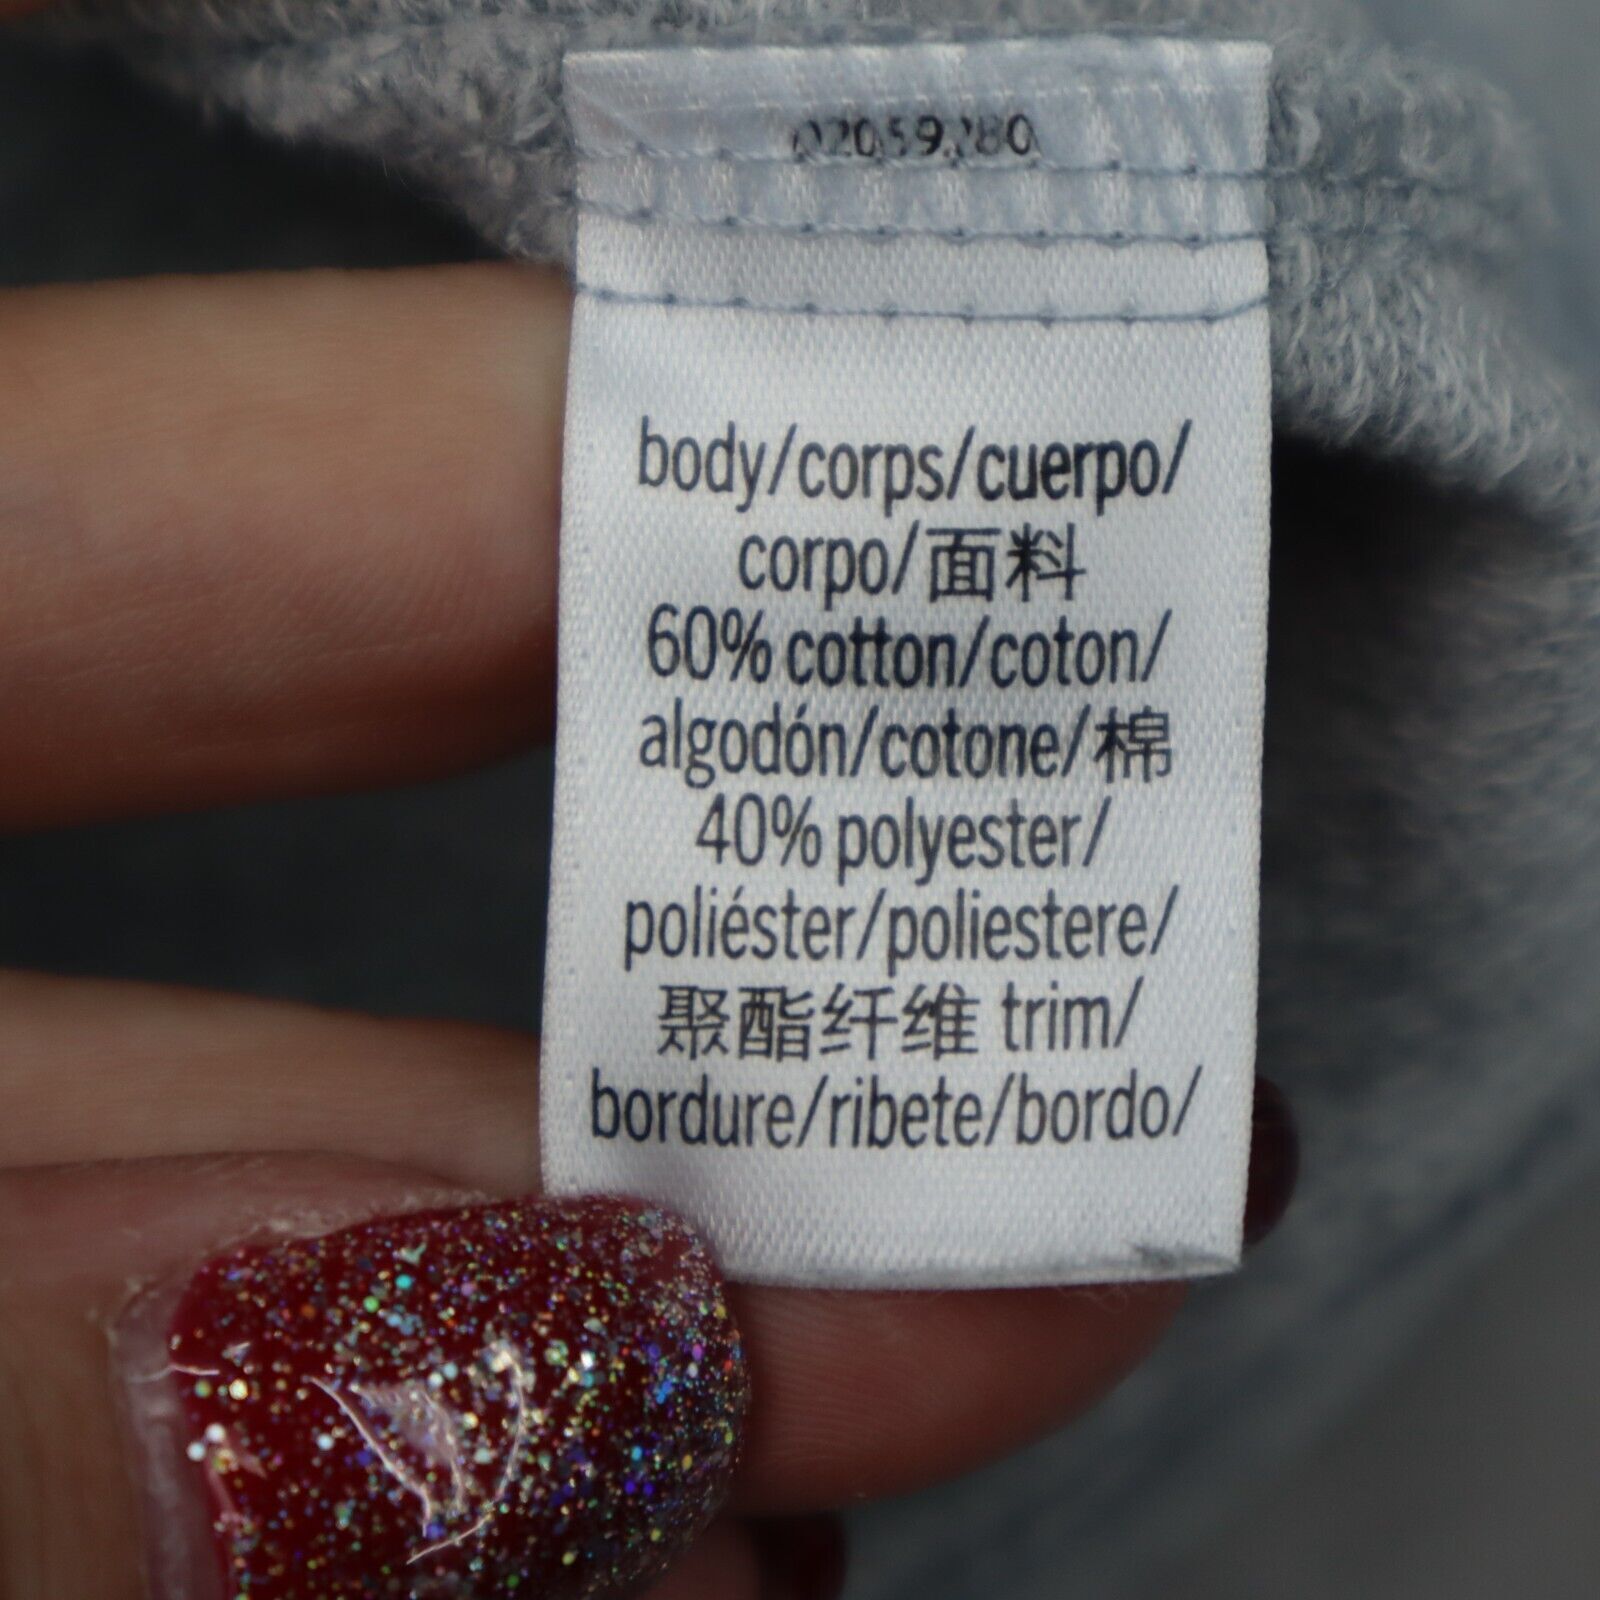 body/corps/cuerpo/
corpo/面料
60% cotton/coton/
algodón/cotone/棉
40% polyester/
poliéster/poliestere/
聚酯纤维 trim/
bordure/ribete/bordo/